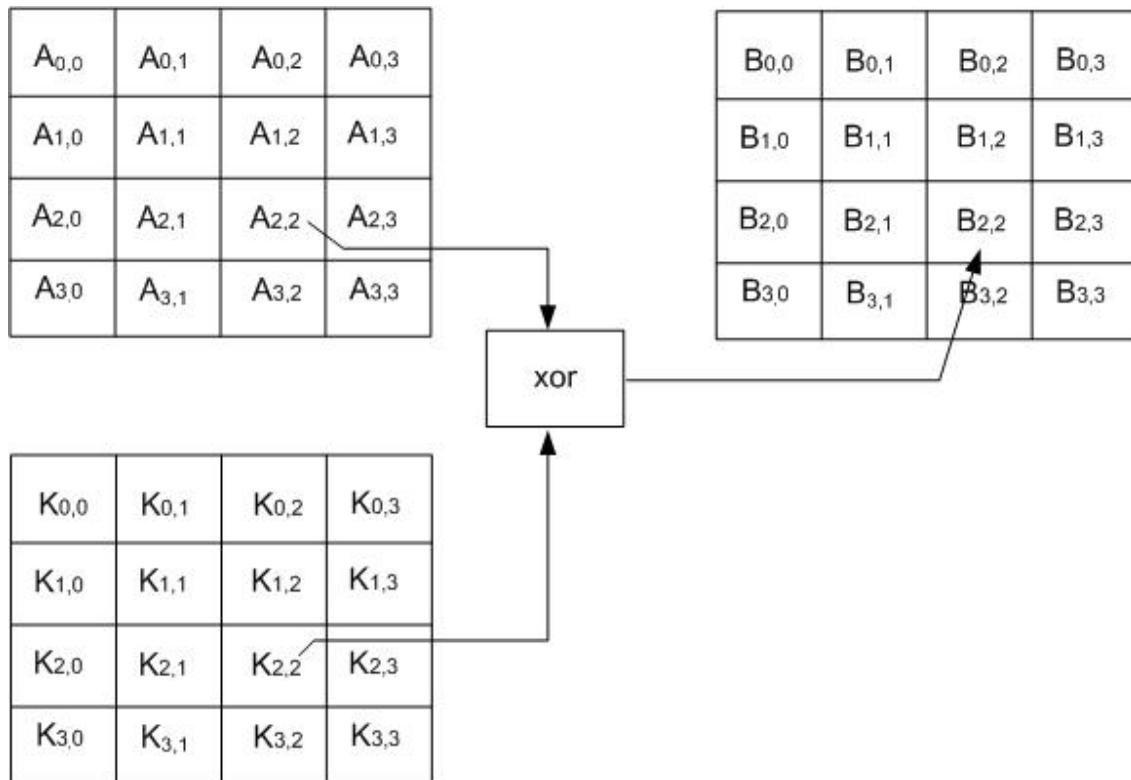 A0,0 A0,1 A0,2 A0,3
A1,0 A1,1 A1,2 A1,3
A2,0 A2,1 A2,2 A2,3
A3,0 A3,1 A3,2 A3,3
B0,0 B0,1 B0,2 B0,3
B1,0 B1,1 B1,2 B1,3
B2,0 B2,1 B2,2 B2,3
B3,0 B3,1 B3,2 B3,3
xor
K0,0 K0,1 K0,2 K0,3
K1,0 K1,1 K1,2 K1,3
K2,0 K2,1 K2,2 K2,3
K3,0 K3,1 K3,2 K3,3